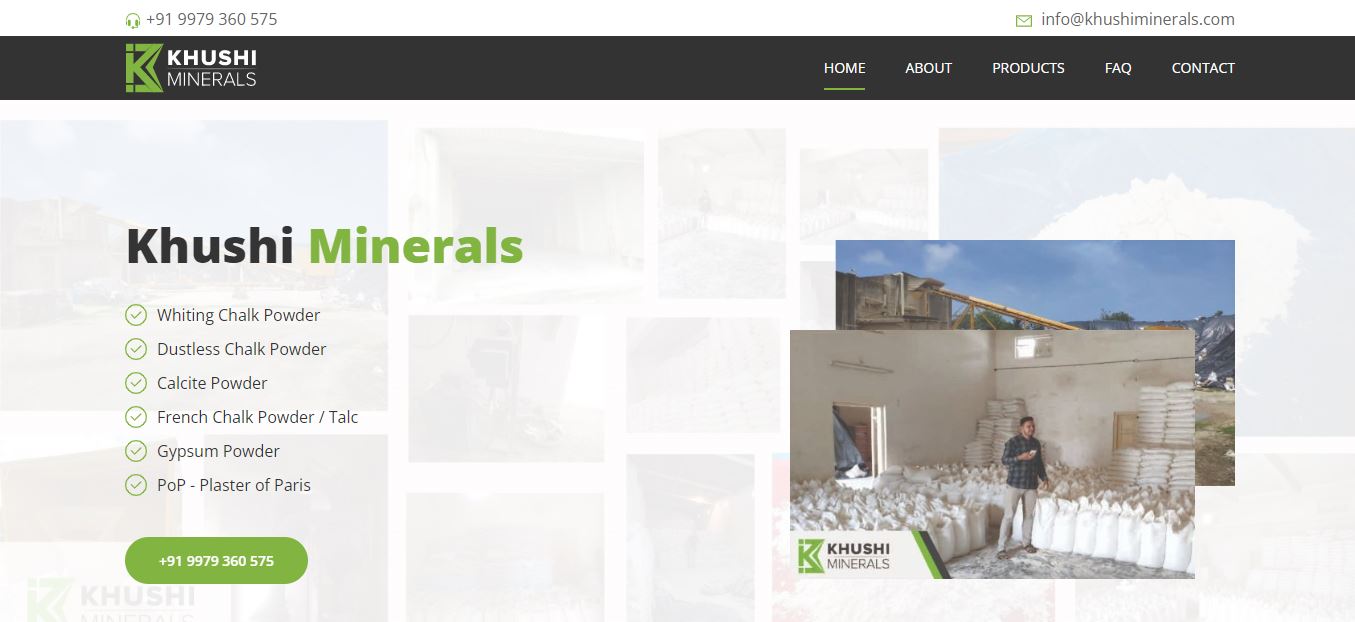 +91 9979 360 575
info@khushiminerals.com
KHUSHI
MINERALS
HOME ABOUT PRODUCTS FAQ CONTACT
Khushi Minerals
Whiting Chalk Powder
Dustless Chalk Powder
Calcite Powder
French Chalk Powder / Talc
Gypsum Powder
PoP - Plaster of Paris
+91 9979 360 575
KHUSHI
MINERALS
KHUSHI
MINERALS